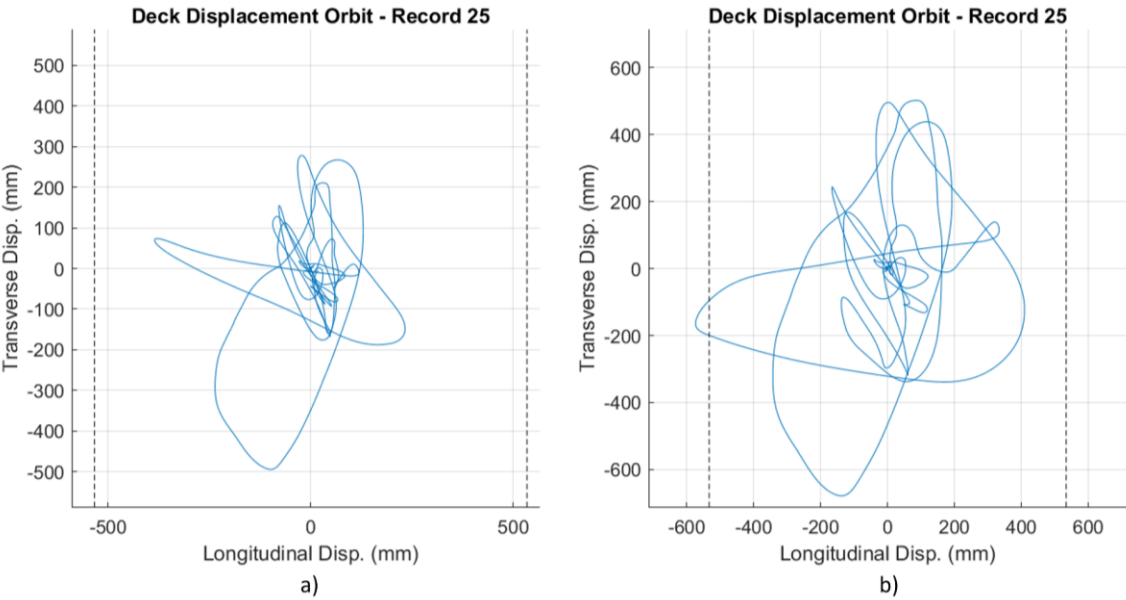 Deck Displacement Orbit - Record 25
500
400
300
200
100
0
-100
-200
-300
-400
-500
Transverse Disp. (mm)
-500 0 500
Longitudinal Disp. (mm)
a)
Deck Displacement Orbit - Record 25
600
400
200
0
-200
-400
-600
Transverse Disp. (mm)
-600 -400 -200 0 200 400 600
Longitudinal Disp. (mm)
b)